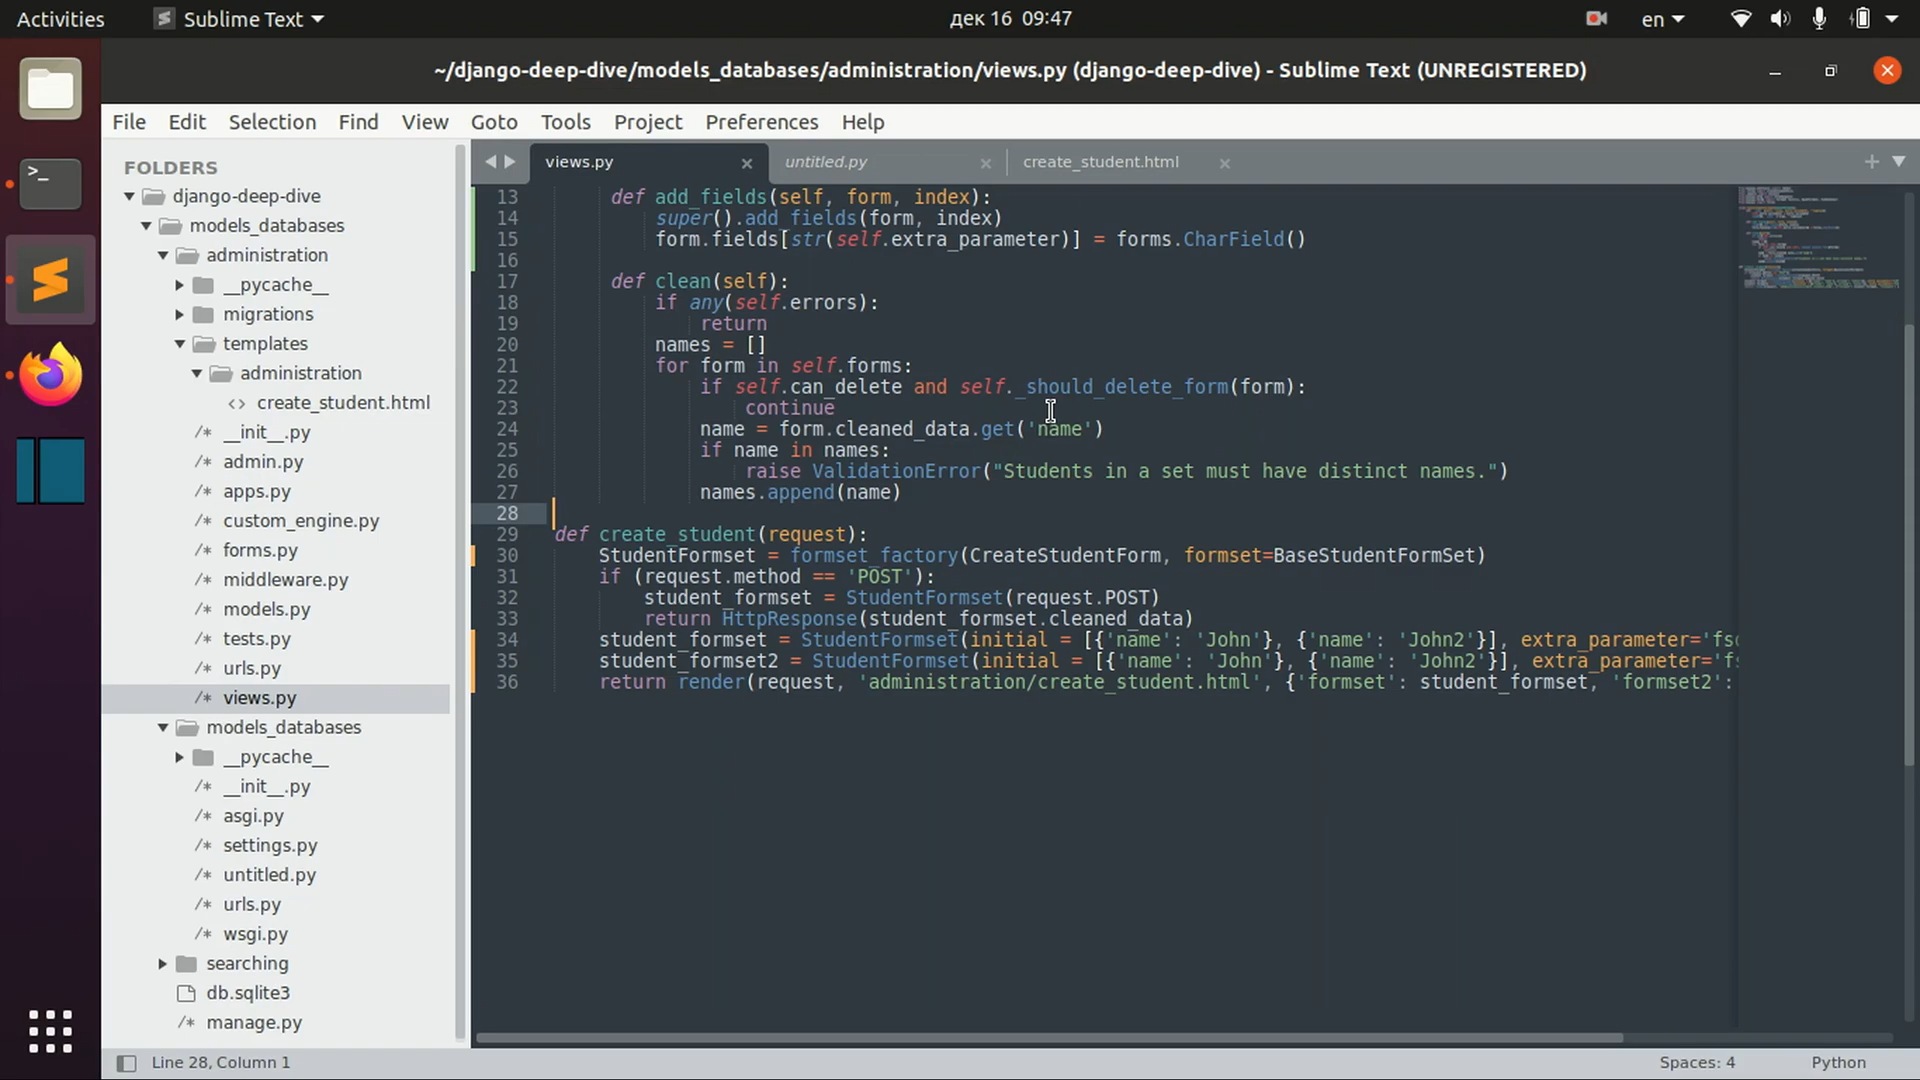 Activities
Sublime Text
дек 16 09:47
en
~/django-deep-dive/models_databases/administration/views.py (django-deep-dive) - Sublime Text (UNREGISTERED)
File Edit Selection Find View Goto Tools Project Preferences Help
FOLDERS
django-deep-dive
models_databases
administration
__pycache__
migrations
templates
administration
<> create_student.html
/* __init__.py
/* admin.py
/* apps.py
/* custom_engine.py
/* forms.py
/* middleware.py
/* models.py
/* tests.py
/* urls.py
/* views.py
models_databases
__pycache__
/* __init__.py
/* asgi.py
/* settings.py
/* untitled.py
/* urls.py
/* wsgi.py
searching
db.sqlite3
/* manage.py
views.py
untitled.py
create_student.html
13 def add_fields(self, form, index):
14 super().add_fields(form, index)
15 form.fields[str(self.extra_parameter)] = forms.CharField()
16
17 def clean(self):
18 if any(self.errors):
19 return
20 names = []
21 for form in self.forms:
22 if self.can_delete and self._should_delete_form(form):
23 continue
24 name = form.cleaned_data.get('name')
25 if name in names:
26 raise ValidationError("Students in a set must have distinct names.")
27 names.append(name)
28
29 def create_student(request):
30 StudentFormset = formset_factory(CreateStudentForm, formset=BaseStudentFormSet)
31 if (request.method == 'POST'):
32 student_formset = StudentFormset(request.POST)
33 return HttpResponse(student_formset.cleaned_data)
34 student_formset = StudentFormset(initial = [{'name': 'John'}, {'name': 'John2'}], extra_parameter='fs
35 student_formset2 = StudentFormset(initial = [{'name': 'John'}, {'name': 'John2'}], extra_parameter='f
36 return render(request, 'administration/create_student.html', {'formset': student_formset, 'formset2':
Line 28, Column 1
Spaces: 4
Python